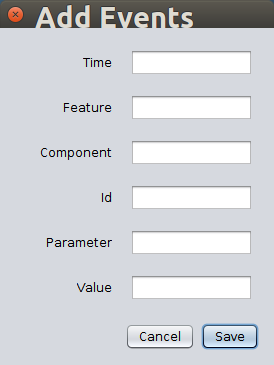 Add Events
Time
Feature
Component
Id
Parameter
Value
Cancel Save